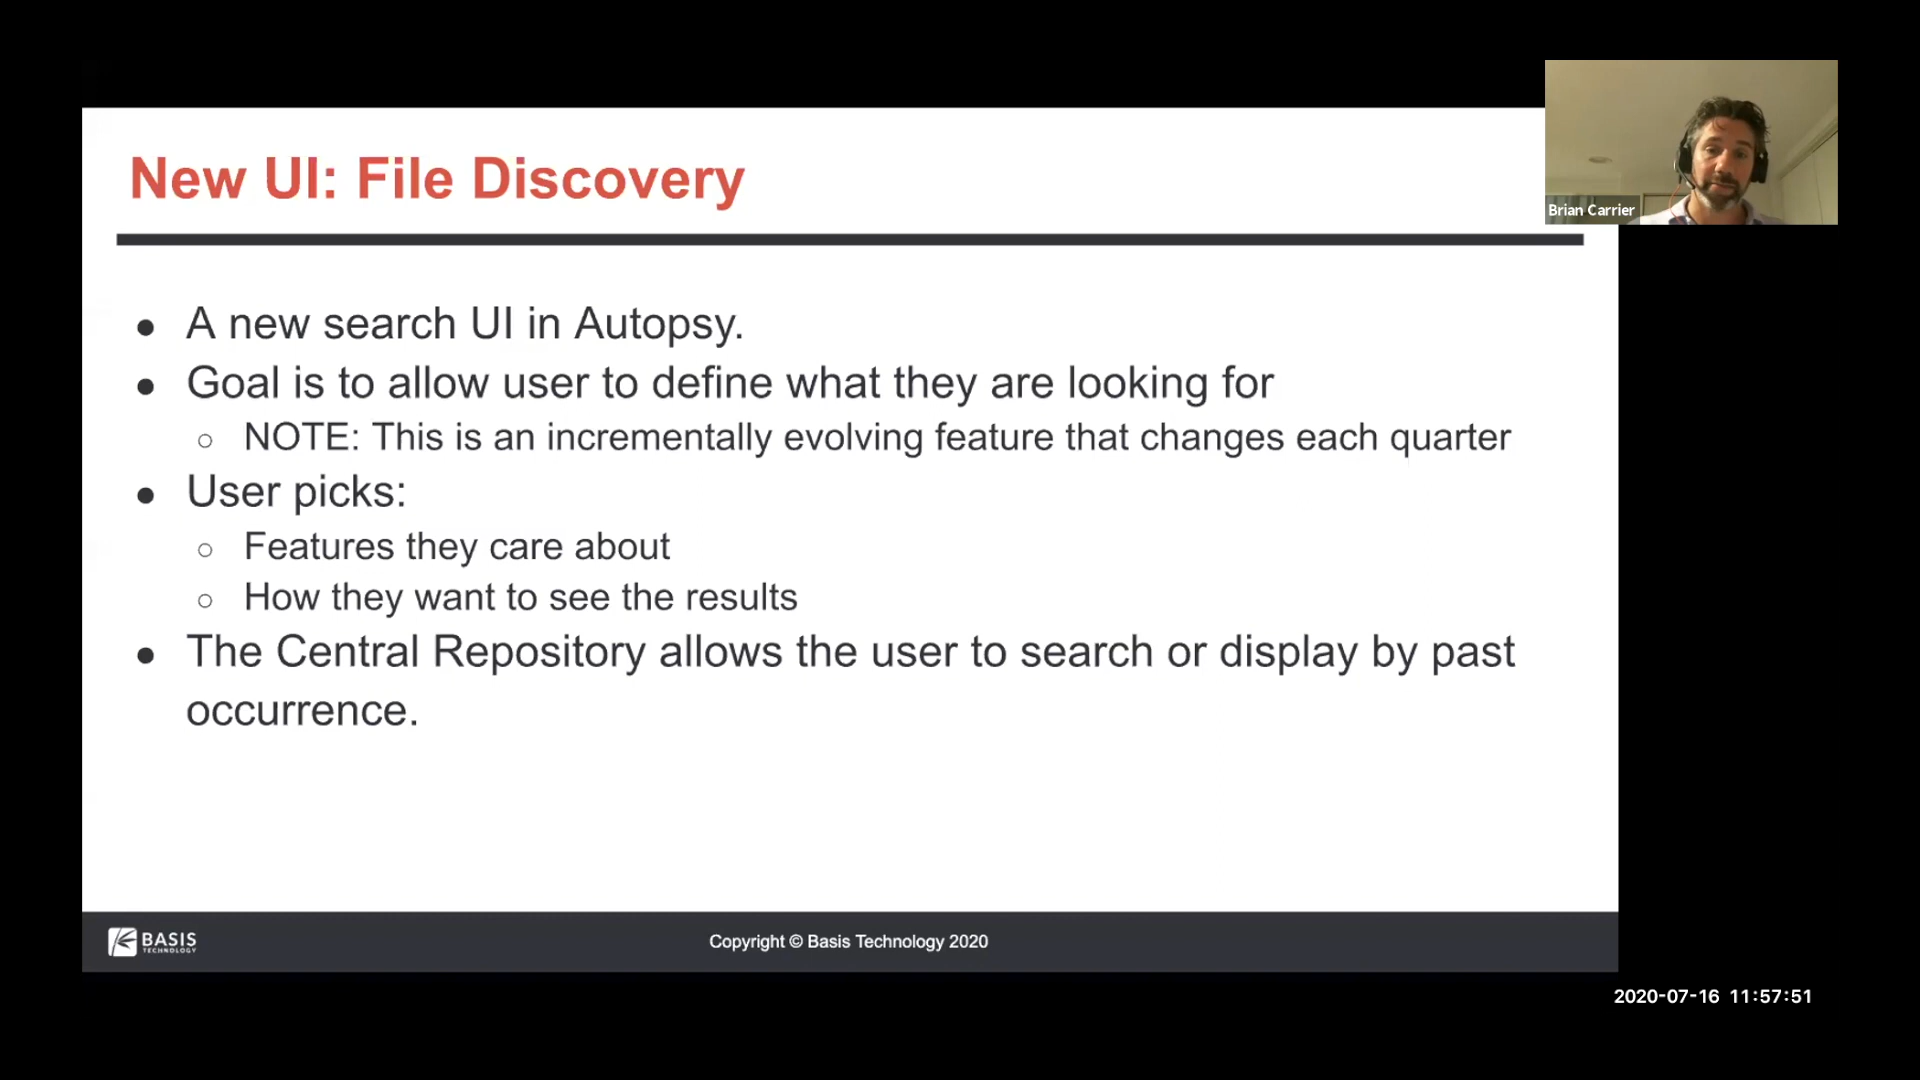 New UI: File Discovery
Brian Carrier
● A new search UI in Autopsy.
● Goal is to allow user to define what they are looking for
○ NOTE: This is an incrementally evolving feature that changes each quarter
● User picks:
○ Features they care about
○ How they want to see the results
● The Central Repository allows the user to search or display by past
occurrence.
BASIS
TECHNOLOGY
Copyright © Basis Technology 2020
2020-07-16 11:57:51